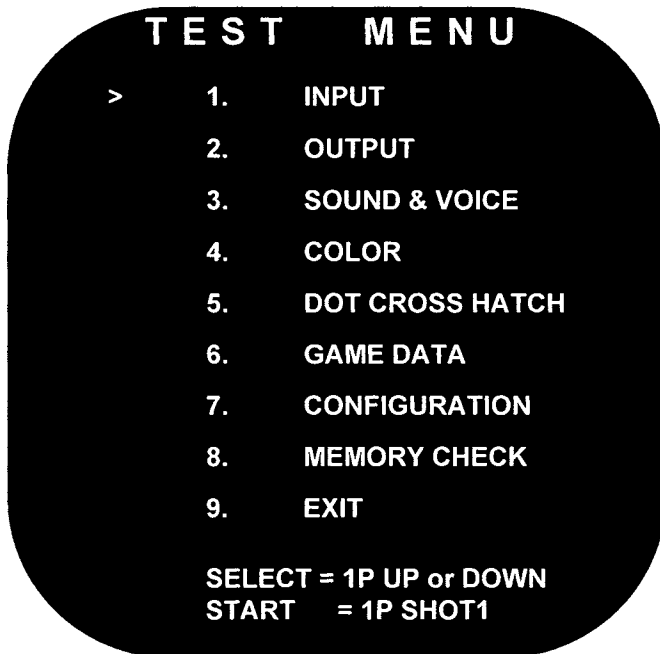 TEST MENU
> 1. INPUT
2. OUTPUT
3. SOUND & VOICE
4. COLOR
5. DOT CROSS HATCH
6. GAME DATA
7. CONFIGURATION
8. MEMORY CHECK
9. EXIT
SELECT = 1P UP or DOWN
START = 1P SHOT1